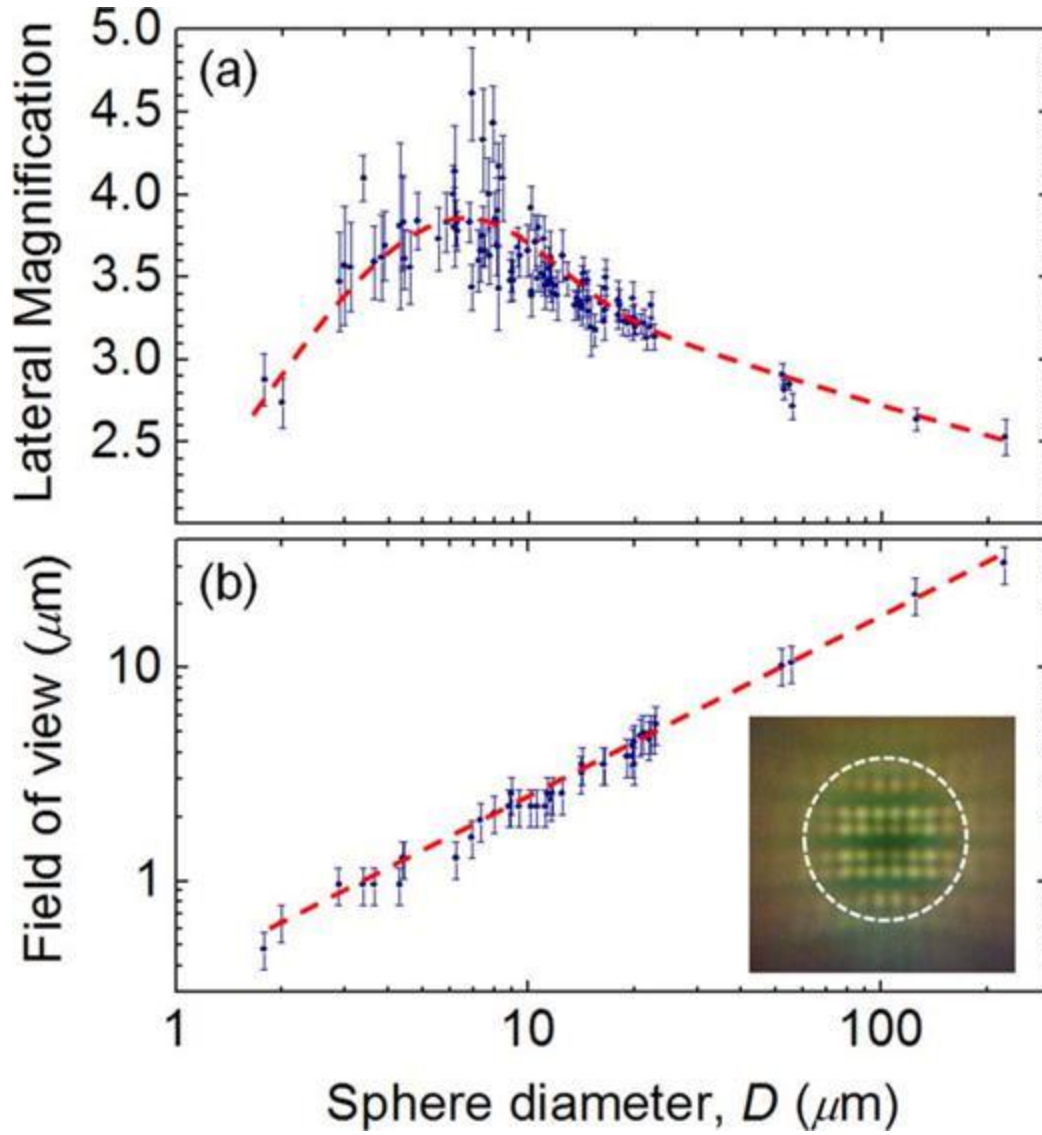 (a)
Lateral Magnification
5.0
4.5
4.0
3.5
3.0
2.5
(b)
Field of view (μm)
10
1
1
10
100
Sphere diameter, D (μm)